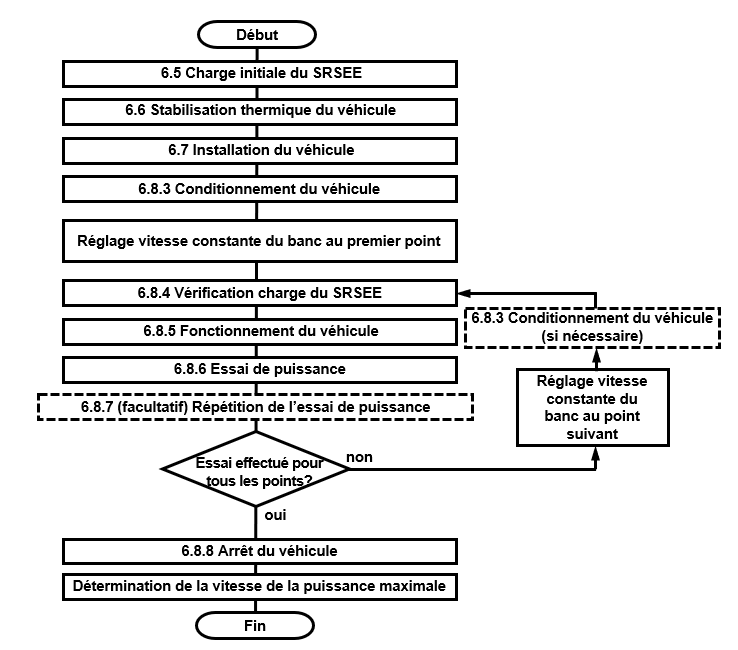 Début
6.5 Charge initiale du SRSEE
6.6 Stabilisation thermique du véhicule
6.7 Installation du véhicule
6.8.3 Conditionnement du véhicule
Réglage vitesse constante du banc au premier point
6.8.4 Vérification charge du SRSEE
6.8.5 Fonctionnement du véhicule
6.8.6 Essai de puissance
6.8.7 (facultatif) Répétition de l'essai de puissance
Essai effectué pour
tous les points?
non
Réglage vitesse
constante du
banc au point
suivant
6.8.3 Conditionnement du véhicule
(si nécessaire)
oui
6.8.8 Arrêt du véhicule
Détermination de la vitesse de la puissance maximale
Fin